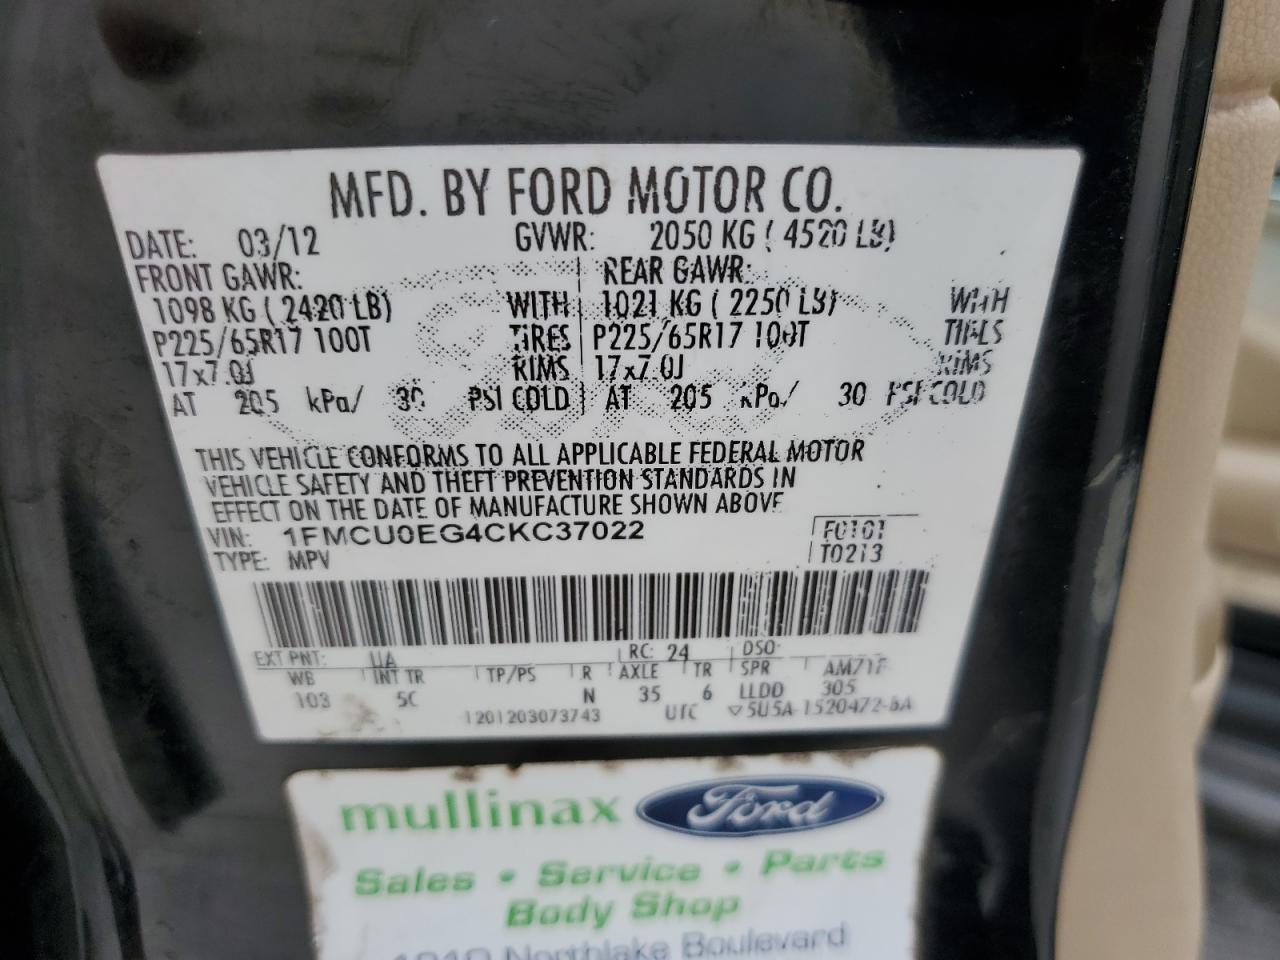 MFD. BY FORD MOTOR CO.
DATE: 03/12 GVWR: 2050 KG ( 4520 LB)
FRONT GAWR: REAR GAWR:
1098 KG ( 2420 LB) WITH 1021 KG ( 2250 LB) WITH
P225/65R17 100T TIRES P225/65R17 100T TIRES
17x7.0J RIMS 17x7.0J RIMS
AT 205 kPa/ 30 PSI COLD AT 205 kPa/ 30 PSI COLD
THIS VEHICLE CONFORMS TO ALL APPLICABLE FEDERAL MOTOR
VEHICLE SAFETY AND THEFT PREVENTION STANDARDS IN
EFFECT ON THE DATE OF MANUFACTURE SHOWN ABOVE
VIN: 1FMCU0EG4CKC37022 F0101
TYPE: MPV T0213
EXT PNT: UA RC: 24 DSO:
WB INT TR TP/PS R AXLE TR SPR
103 5C N 35 6 LLDD 305
1201203073743 UTC ▽5U5A-1520472-BA
mullinax Ford
Sales • Service • Parts
Body Shop
Northlake Boulevard